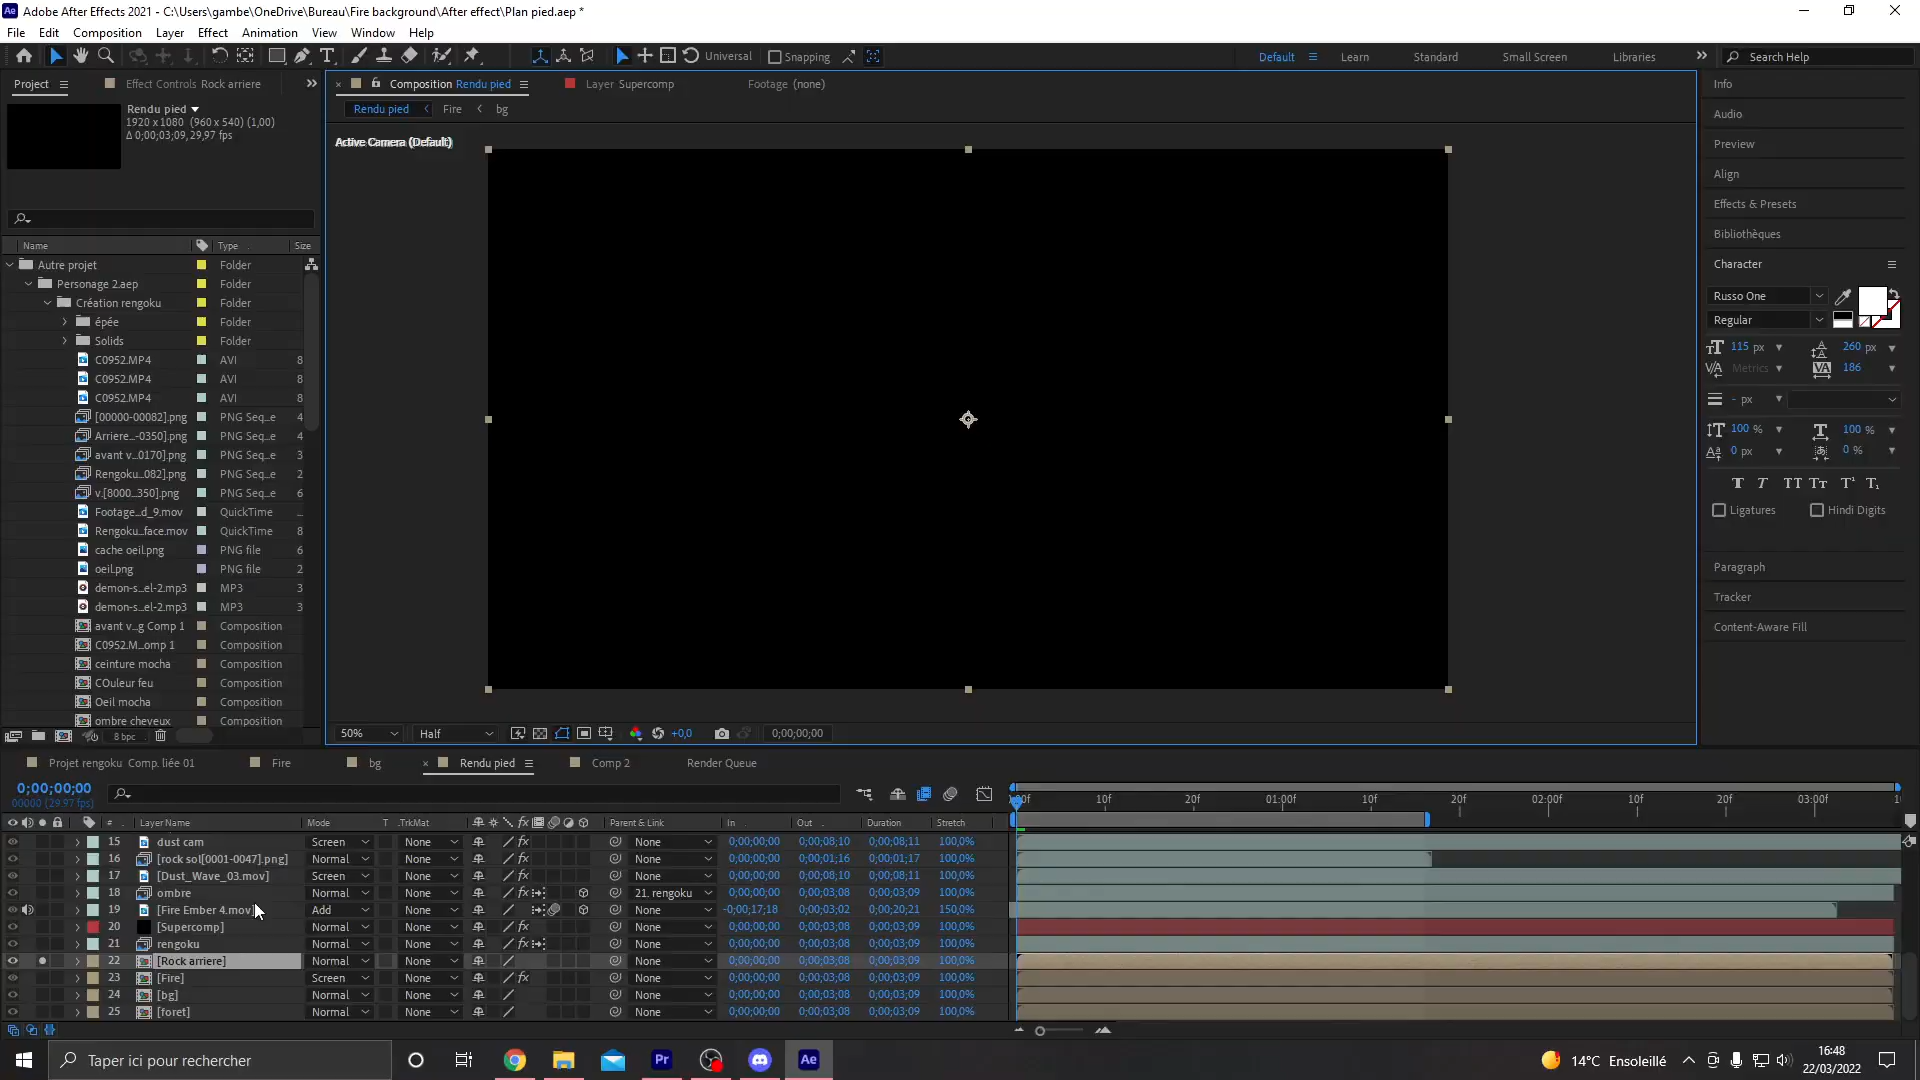 Adobe After Effects 2021 - C:\Users\gambe\OneDrive\Bureau\Fire background\After effect\Plan pied.aep *
File Edit Composition Layer Effect Animation View Window Help
Universal Snapping Default Learn Standard Small Screen Libraries Search Help
Project Effect Controls Rock arriere
Rendu pied
1920 x 1080 (960 x 540) (1,00)
Δ 0;00;03;09, 29,97 fps
Name Type Size
Autre projet Folder
Personage 2.aep Folder
Création rengoku Folder
épée Folder
Solids Folder
C0952.MP4 AVI 8
C0952.MP4 AVI 8
C0952.MP4 AVI 8
[00000-00082].png PNG Seq...e 4
Arriere...-0350].png PNG Seq...e 4
avant v...0170].png PNG Seq...e 3
Rengoku...082].png PNG Seq...e 2
v.[8000...350].png PNG Seq...e 6
Footage...d_9.mov QuickTime ...
Rengoku...face.mov QuickTime 8
cache oeil.png PNG file 6
oeil.png PNG file 2
demon-s...el-2.mp3 MP3 3
demon-s...el-2.mp3 MP3 3
avant v...g Comp 1 Composition
C0952.M...omp 1 Composition
ceinture mocha Composition
COuleur feu Composition
Oeil mocha Composition
ombre cheveux Composition
8 bpc
Composition Rendu pied Layer Supercomp Footage (none)
Rendu pied Fire bg
Active Camera (Default)
50% Half +0,0 0;00;00;00
Info
Audio
Preview
Align
Effects & Presets
Bibliothèques
Character
Russo One
Regular
115 px 260 px
Metrics 186
- px
100 % 100 %
0 px 0 %
T T TT Tт T¹ T₁
Ligatures Hindi Digits
Paragraph
Tracker
Content-Aware Fill
Projet rengoku Comp. liée 01 Fire bg Rendu pied Comp 2 Render Queue
0;00;00;00
00000 (29.97 fps)
:00f 10f 20f 01:00f 10f 20f 02:00f 10f 20f 03:00f 1
# Layer Name Mode T .TrkMat Parent & Link In Out Duration Stretch
15 dust cam Screen None None 0;00;00;00 0;00;08;10 0;00;08;11 100,0%
16 [rock sol[0001-0047].png] Normal None None 0;00;00;00 0;00;01;16 0;00;01;17 100,0%
17 [Dust_Wave_03.mov] Screen None None 0;00;00;00 0;00;08;10 0;00;08;11 100,0%
18 ombre Normal None 21. rengoku 0;00;00;00 0;00;03;08 0;00;03;09 100,0%
19 [Fire Ember 4.mov] Add None None -0;00;17;18 0;00;03;02 0;00;20;21 150,0%
20 [Supercomp] Normal None None 0;00;00;00 0;00;03;08 0;00;03;09 100,0%
21 rengoku Normal None None 0;00;00;00 0;00;03;08 0;00;03;09 100,0%
22 [Rock arriere] Normal None None 0;00;00;00 0;00;03;08 0;00;03;09 100,0%
23 [Fire] Screen None None 0;00;00;00 0;00;03;08 0;00;03;09 100,0%
24 [bg] Normal None None 0;00;00;00 0;00;03;08 0;00;03;09 100,0%
25 [foret] Normal None None 0;00;00;00 0;00;03;08 0;00;03;09 100,0%
Taper ici pour rechercher Pr Ae 14°C Ensoleillé 16:48
22/03/2022